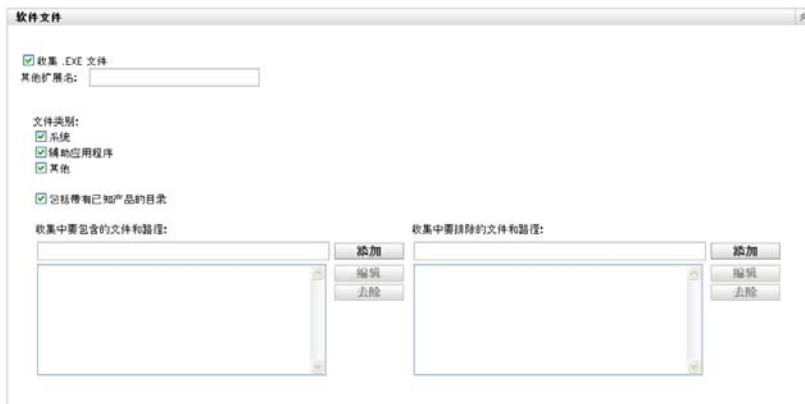 软件文件
收集 .EXE 文件
其他扩展名:
文件类别:
系统
辅助应用程序
其他
包括带有已知产品的目录
收集中要包含的文件和路径: 收集中要排除的文件和路径:
添加 添加
编辑 编辑
去除 去除